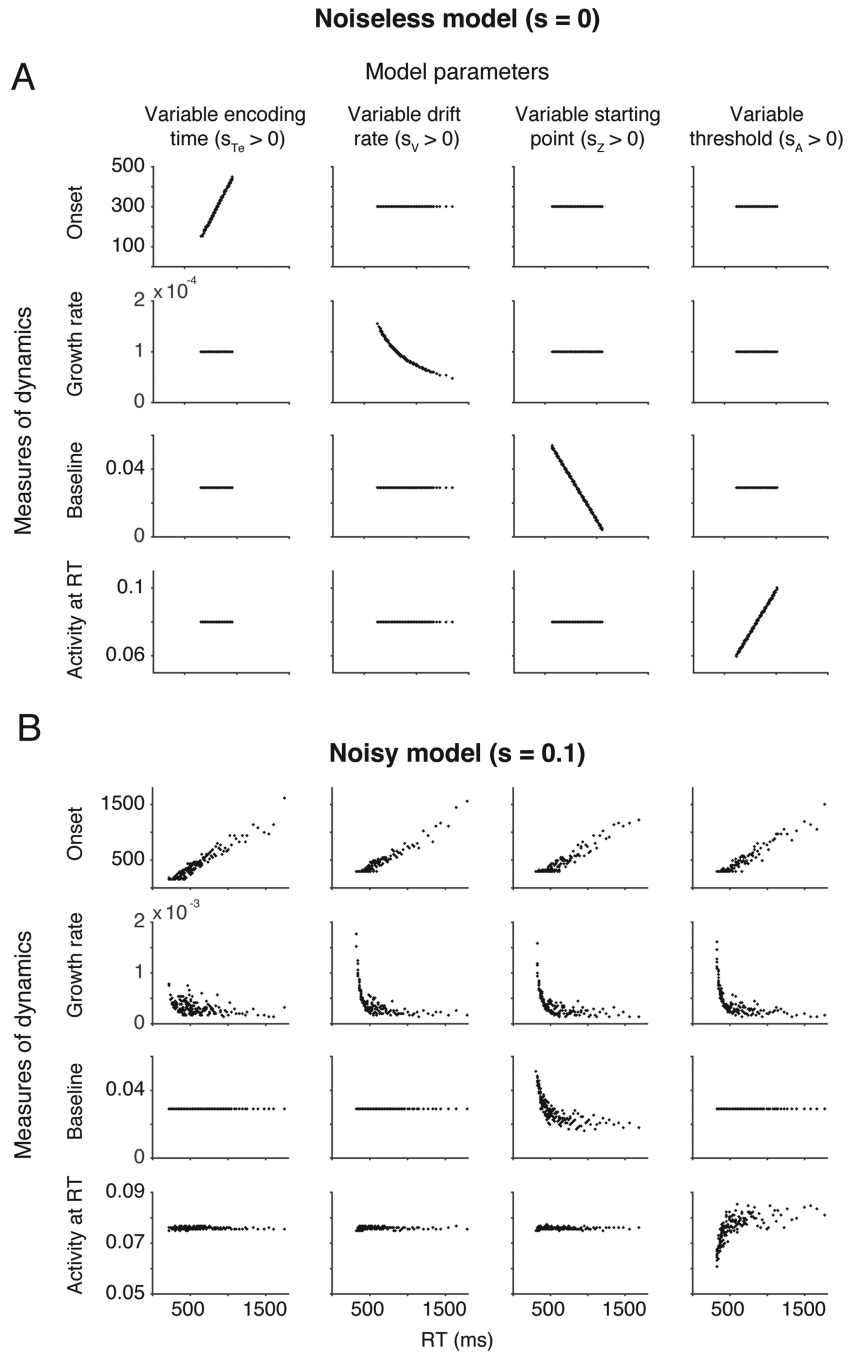 Noiseless model (s = 0)
A
Model parameters
Variable encoding time (sTe > 0)
Variable drift rate (sV > 0)
Variable starting point (sZ > 0)
Variable threshold (sA > 0)
Measures of dynamics
Onset
500
300
100
Growth rate
2 x 10-4
1
0
Baseline
0.04
0
Activity at RT
0.1
0.06
B
Noisy model (s = 0.1)
Measures of dynamics
Onset
1500
500
Growth rate
2 x 10-3
1
0
Baseline
0.04
0
Activity at RT
0.09
0.07
0.05
500 1500 500 1500 500 1500 500 1500
RT (ms)